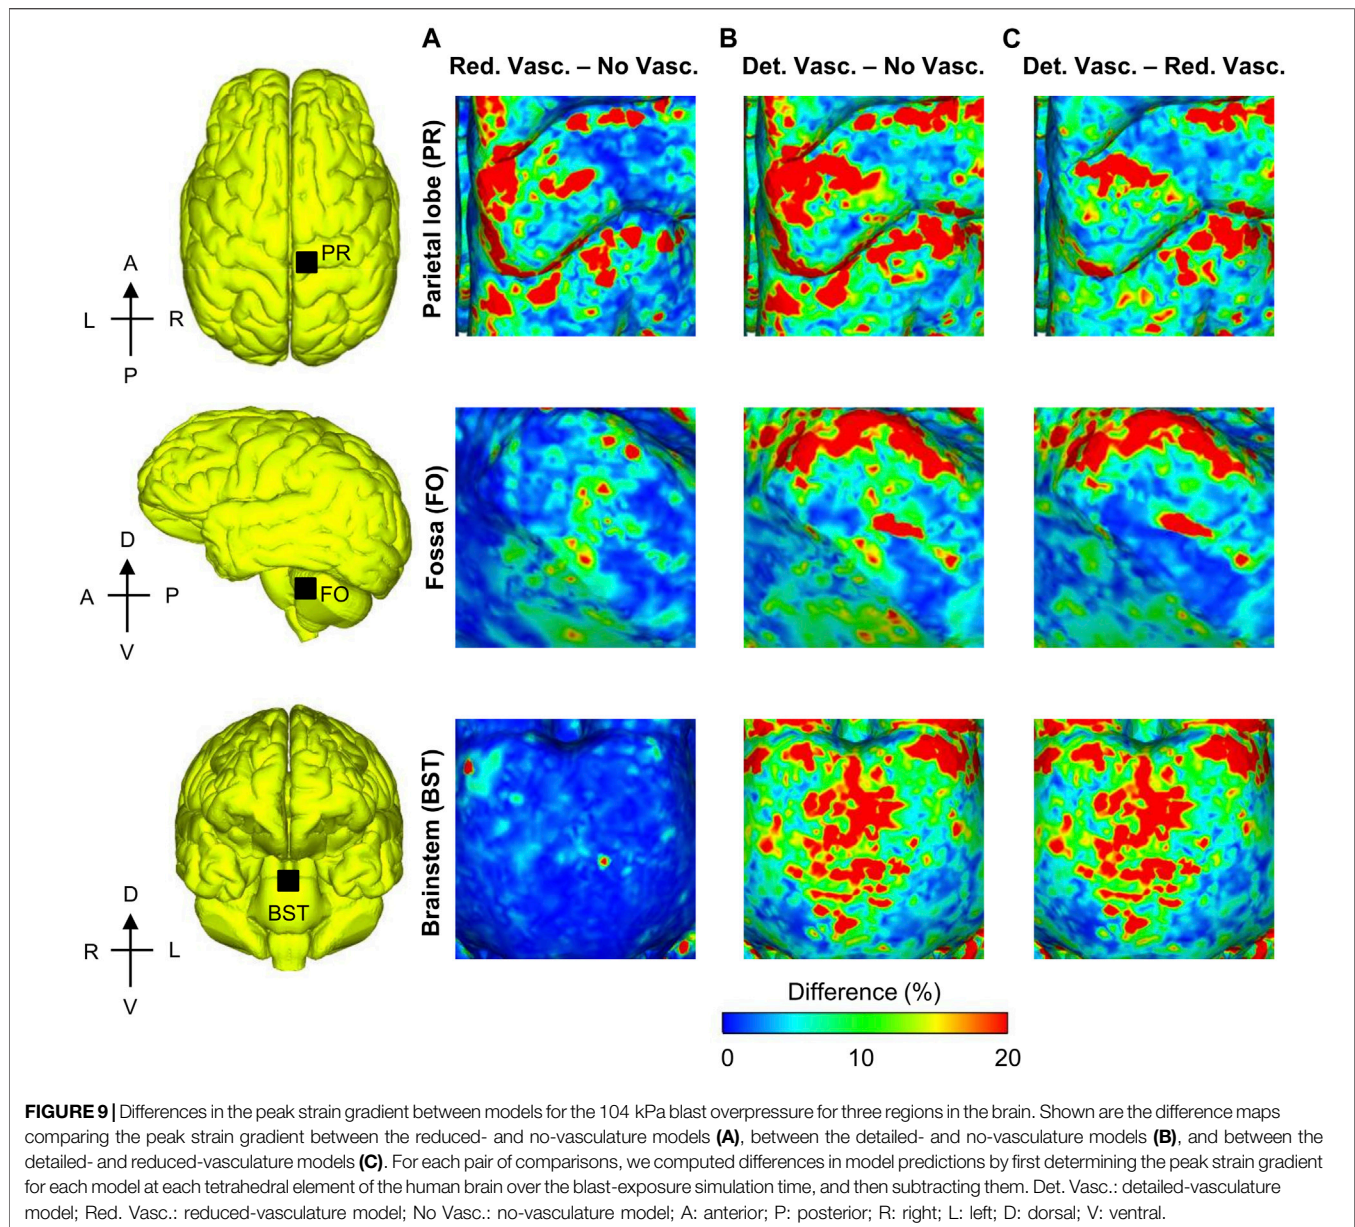 A
B
C
Red. Vasc. – No Vasc.
Det. Vasc. – No Vasc.
Det. Vasc. – Red. Vasc.
Parietal lobe (PR)
PR
A
L
R
P
Fossa (FO)
FO
D
A
P
V
Brainstem (BST)
BST
D
R
L
V
Difference (%)
0
10
20
FIGURE 9 | Differences in the peak strain gradient between models for the 104 kPa blast overpressure for three regions in the brain. Shown are the difference maps
comparing the peak strain gradient between the reduced- and no-vasculature models (A), between the detailed- and no-vasculature models (B), and between the
detailed- and reduced-vasculature models (C). For each pair of comparisons, we computed differences in model predictions by first determining the peak strain gradient
for each model at each tetrahedral element of the human brain over the blast-exposure simulation time, and then subtracting them. Det. Vasc.: detailed-vasculature
model; Red. Vasc.: reduced-vasculature model; No Vasc.: no-vasculature model; A: anterior; P: posterior; R: right; L: left; D: dorsal; V: ventral.